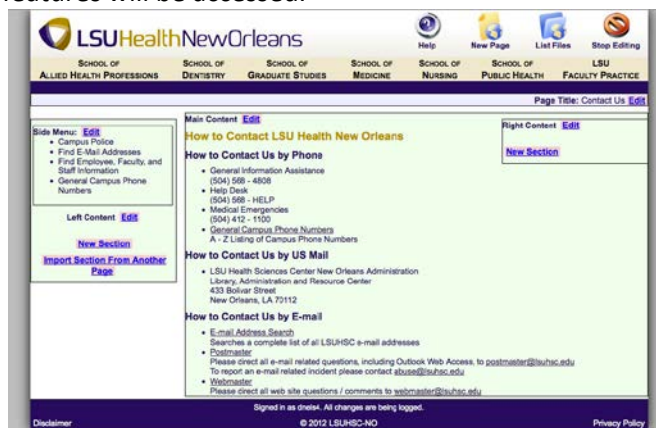 features will be accessed.
LSUHealthNewOrleans
Help
New Page
List Files
Stop Editing
SCHOOL OF
ALLIED HEALTH PROFESSIONS
SCHOOL OF
DENTISTRY
SCHOOL OF
GRADUATE STUDIES
SCHOOL OF
MEDICINE
SCHOOL OF
NURSING
SCHOOL OF
PUBLIC HEALTH
LSU
FACULTY PRACTICE
Page Title: Contact Us Edit
Side Menu: Edit
• Campus Police
• Find E-Mail Addresses
• Find Employee, Faculty, and
Staff Information
• General Campus Phone
Numbers
Left Content Edit
New Section
Import Section From Another
Page
Main Content Edit
How to Contact LSU Health New Orleans
How to Contact Us by Phone
• General Information Assistance
(504) 568 - 4808
• Help Desk
(504) 568 - HELP
• Medical Emergencies
(504) 412 - 1100
• General Campus Phone Numbers
A - Z Listing of Campus Phone Numbers
How to Contact Us by US Mail
• LSU Health Sciences Center New Orleans Administration
Library, Administration and Resource Center
433 Bolivar Street
New Orleans, LA 70112
How to Contact Us by E-mail
• E-mail Address Search
Searches a complete list of all LSUHSC e-mail addresses
• Postmaster
Please direct all e-mail related questions, including Outlook Web Access, to postmaster@lsuhsc.edu
To report an e-mail related incident please contact abuse@lsuhsc.edu
• Webmaster
Please direct all web site questions / comments to webmaster@lsuhsc.edu
Right Content Edit
New Section
Signed in as dnels4. All changes are being logged.
Disclaimer
© 2012 LSUHSC-NO
Privacy Policy